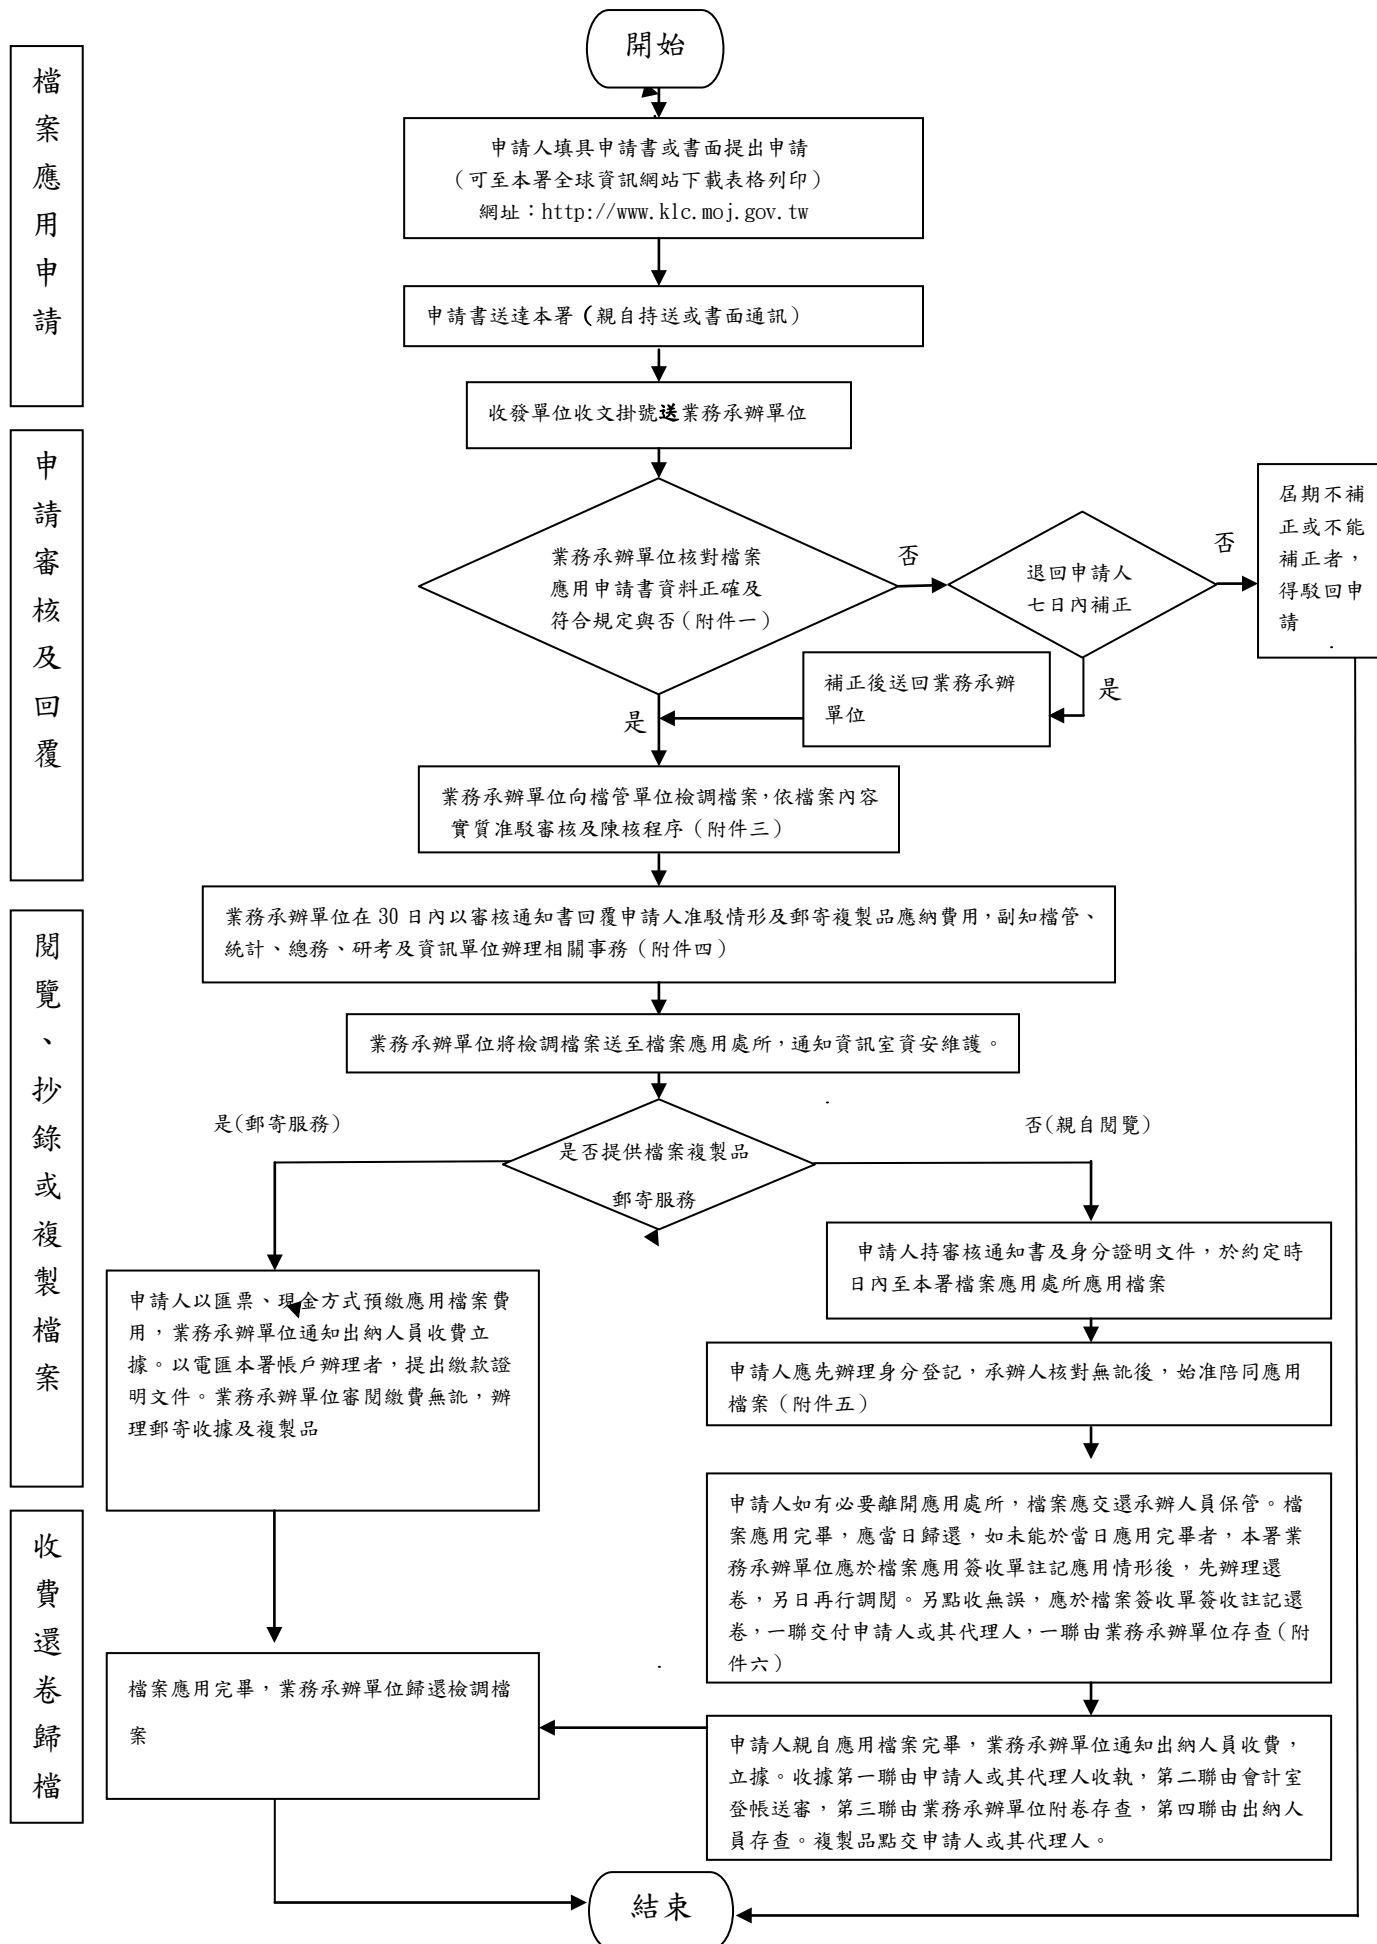 開始
檔案應用申請
申請人填具申請書或書面提出申請
（可至本署全球資訊網站下載表格列印）
網址：http://www.klc.moj.gov.tw
申請書送達本署（親自持送或書面通訊）
收發單位收文掛號送業務承辦單位
申請審核及回覆
業務承辦單位核對檔案
應用申請書資料正確及
符合規定與否（附件一）
否
退回申請人
七日內補正
否
屆期不補
正或不能
補正者，
得駁回申
請
是
補正後送回業務承辦
單位
是
業務承辦單位向檔管單位檢調檔案，依檔案內容
實質准駁審核及陳核程序（附件三）
業務承辦單位在 30 日內以審核通知書回覆申請人准駁情形及郵寄複製品應納費用，副知檔管、
統計、總務、研考及資訊單位辦理相關事務（附件四）
閱覽、抄錄或複製檔案
業務承辦單位將檢調檔案送至檔案應用處所，通知資訊室資安維護。
是(郵寄服務)
否(親自閱覽)
是否提供檔案複製品
郵寄服務
申請人持審核通知書及身分證明文件，於約定時
日內至本署檔案應用處所應用檔案
申請人以匯票、現金方式預繳應用檔案費
用，業務承辦單位通知出納人員收費立
據。以電匯本署帳戶辦理者，提出繳款證
明文件。業務承辦單位審閱繳費無訛，辦
理郵寄收據及複製品
申請人應先辦理身分登記，承辦人核對無訛後，始准陪同應用
檔案（附件五）
申請人如有必要離開應用處所，檔案應交還承辦人員保管。檔
案應用完畢，應當日歸還，如未能於當日應用完畢者，本署業
務承辦單位應於檔案應用簽收單註記應用情形後，先辦理還
卷，另日再行調閱。另點收無誤，應於檔案簽收單簽收註記還
卷，一聯交付申請人或其代理人，一聯由業務承辦單位存查（附
件六）
收費還卷歸檔
檔案應用完畢，業務承辦單位歸還檢調檔
案
申請人親自應用檔案完畢，業務承辦單位通知出納人員收費，
立據。收據第一聯由申請人或其代理人收執，第二聯由會計室
登帳送審，第三聯由業務承辦單位附卷存查，第四聯由出納人
員存查。複製品點交申請人或其代理人。
結束